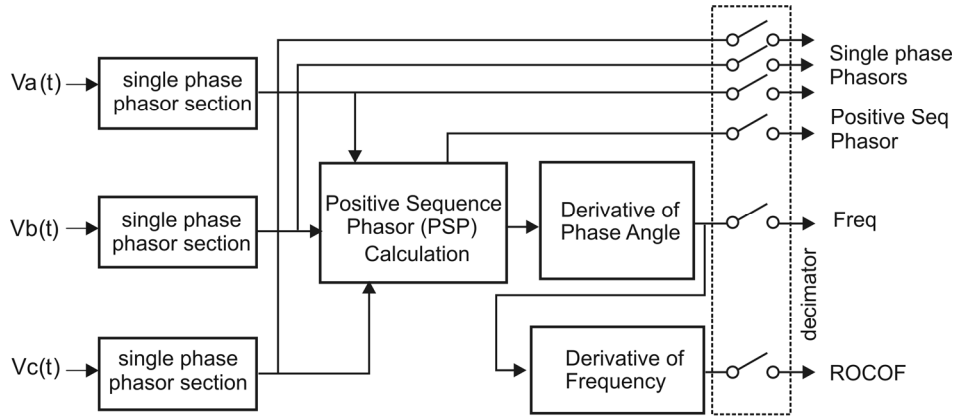 Va(t)
single phase
phasor section
Single phase
Phasors
Positive Seq
Phasor
Vb(t)
single phase
phasor section
Positive Sequence
Phasor (PSP)
Calculation
Derivative of
Phase Angle
Freq
decimator
Vc(t)
single phase
phasor section
Derivative of
Frequency
ROCOF